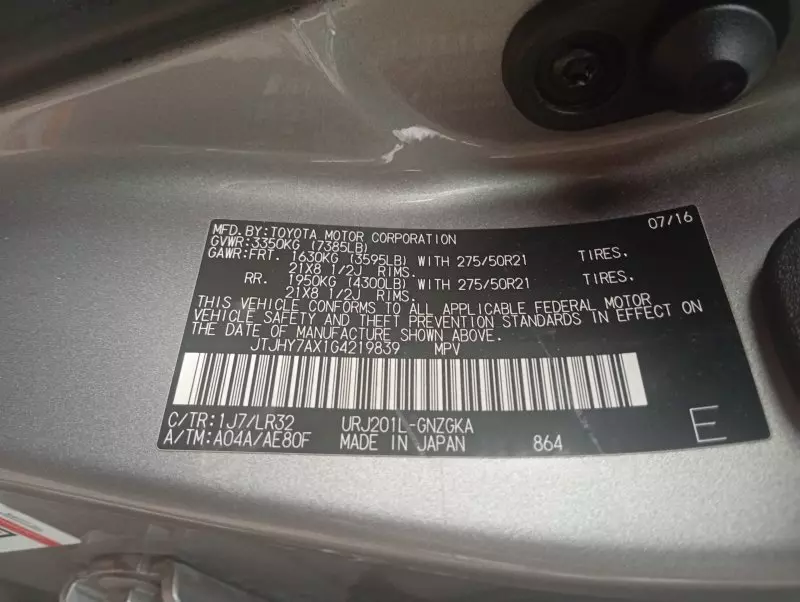 07/16
MFD. BY: TOYOTA MOTOR CORPORATION
GVWR: 3350KG (7385LB)
GAWR: FRT. 1630KG (3595LB) WITH 275/50R21 TIRES.
21X8 1/2J RIMS.
RR. 1950KG (4300LB) WITH 275/50R21 TIRES.
21X8 1/2J RIMS.
THIS VEHICLE CONFORMS TO ALL APPLICABLE FEDERAL MOTOR
VEHICLE SAFETY AND THEFT PREVENTION STANDARDS IN EFFECT ON
THE DATE OF MANUFACTURE SHOWN ABOVE.
JTJHY7AX1G4219839 MPV
C/TR: 1J7/LR32 URJ201L-GNZGKA
A/TM: A04A/AE80F MADE IN JAPAN 864 E